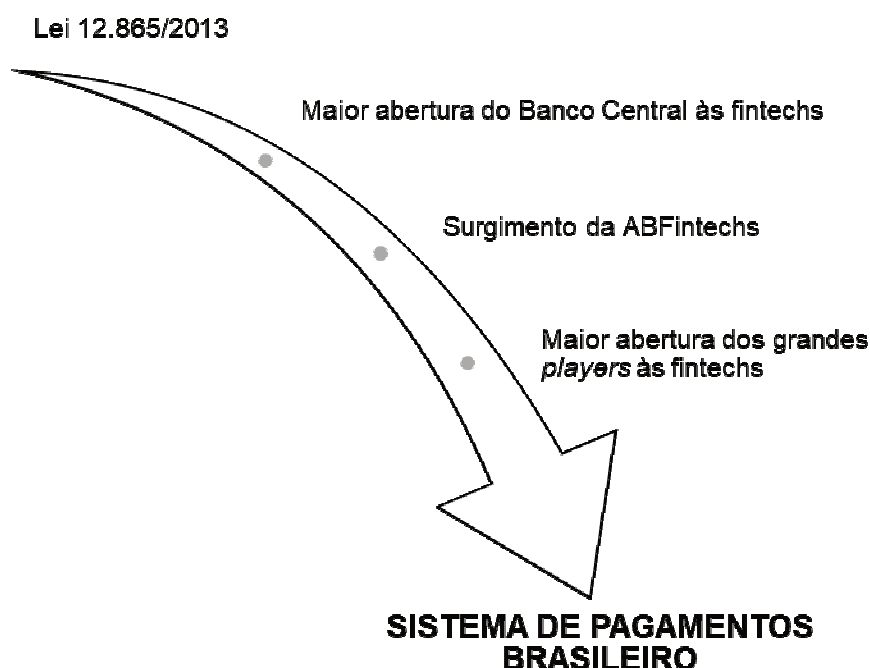 Lei 12.865/2013
Maior abertura do Banco Central às fintechs
Surgimento da ABFintechs
Maior abertura dos grandes
players às fintechs
SISTEMA DE PAGAMENTOS
BRASILEIRO